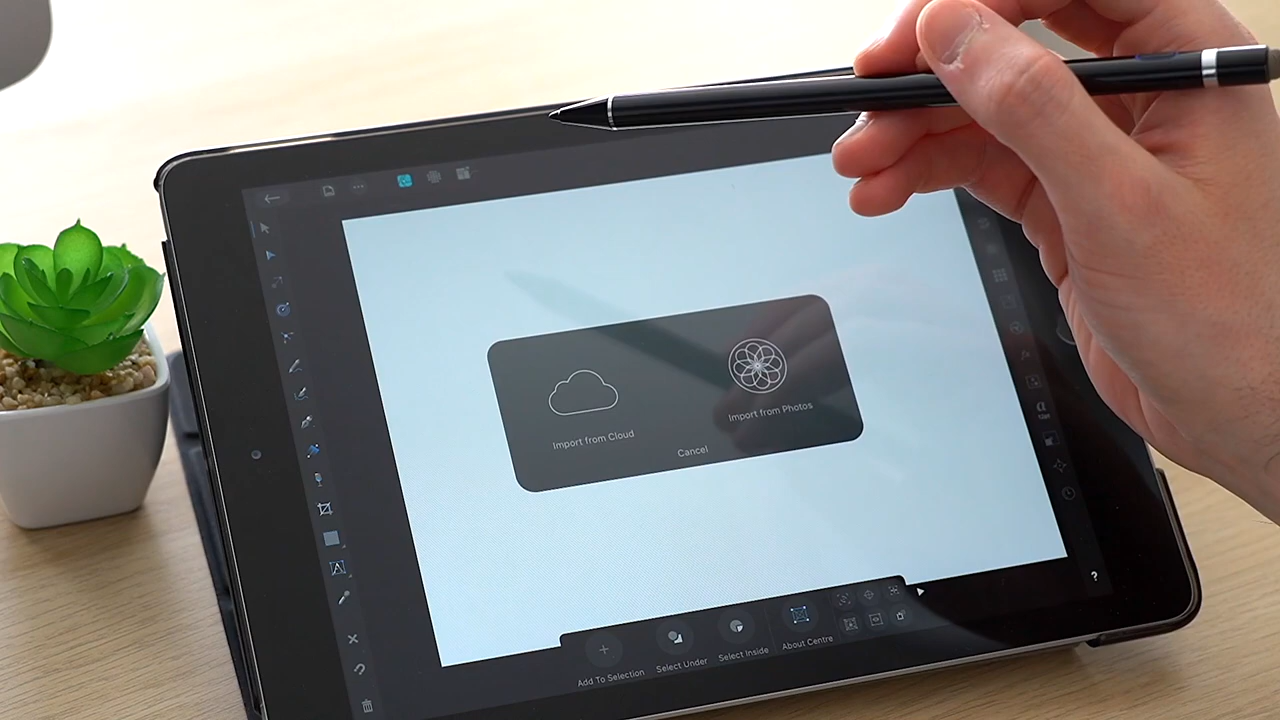 Import from Cloud
Import from Photos
Cancel
Add To Selection
Select Under
Select Inside
About Centre
?